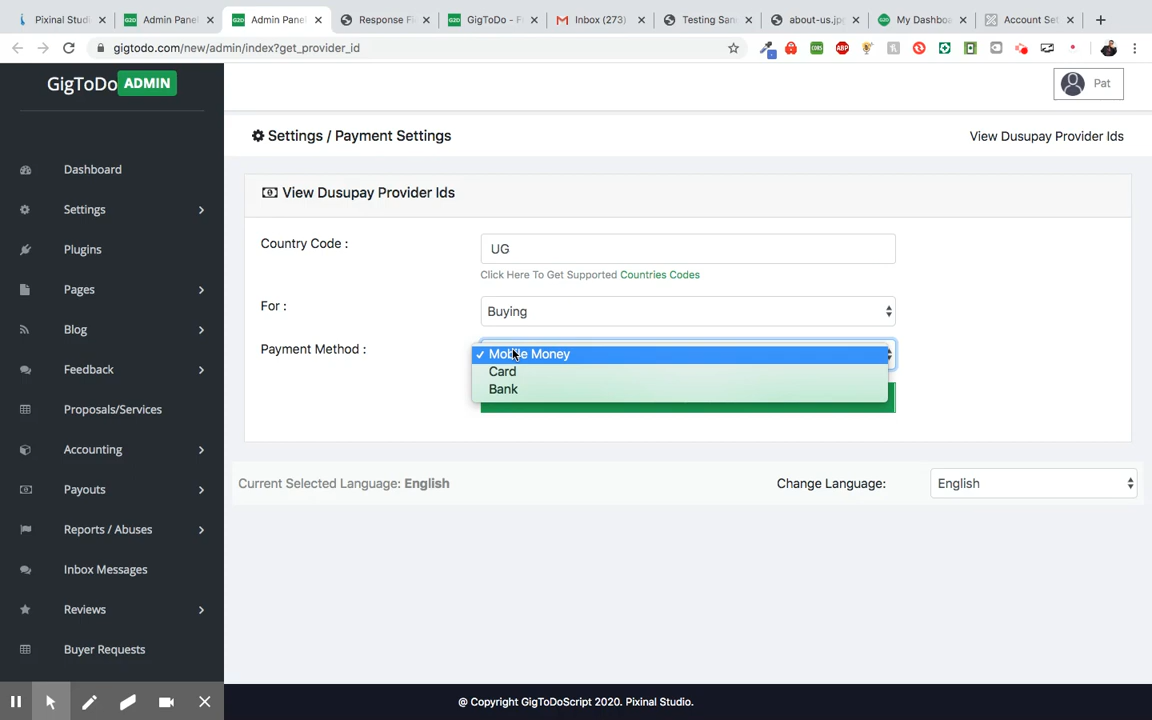 Pixinal Studi
Admin Panel
Admin Panel
Response Fi
GigToDo - F
Inbox (273)
Testing San
about-us.jp
My Dashbo
Account Set
gigtodo.com/new/admin/index?get_provider_id
GigToDo ADMIN
Pat
Settings / Payment Settings
View Dusupay Provider Ids
Dashboard
Settings
Plugins
Pages
Blog
Feedback
Proposals/Services
Accounting
Payouts
Reports / Abuses
Inbox Messages
Reviews
Buyer Requests
View Dusupay Provider Ids
Country Code :
UG
Click Here To Get Supported Countries Codes
For :
Buying
Payment Method :
Mobile Money
Card
Bank
Current Selected Language: English
Change Language:
English
@ Copyright GigToDoScript 2020. Pixinal Studio.